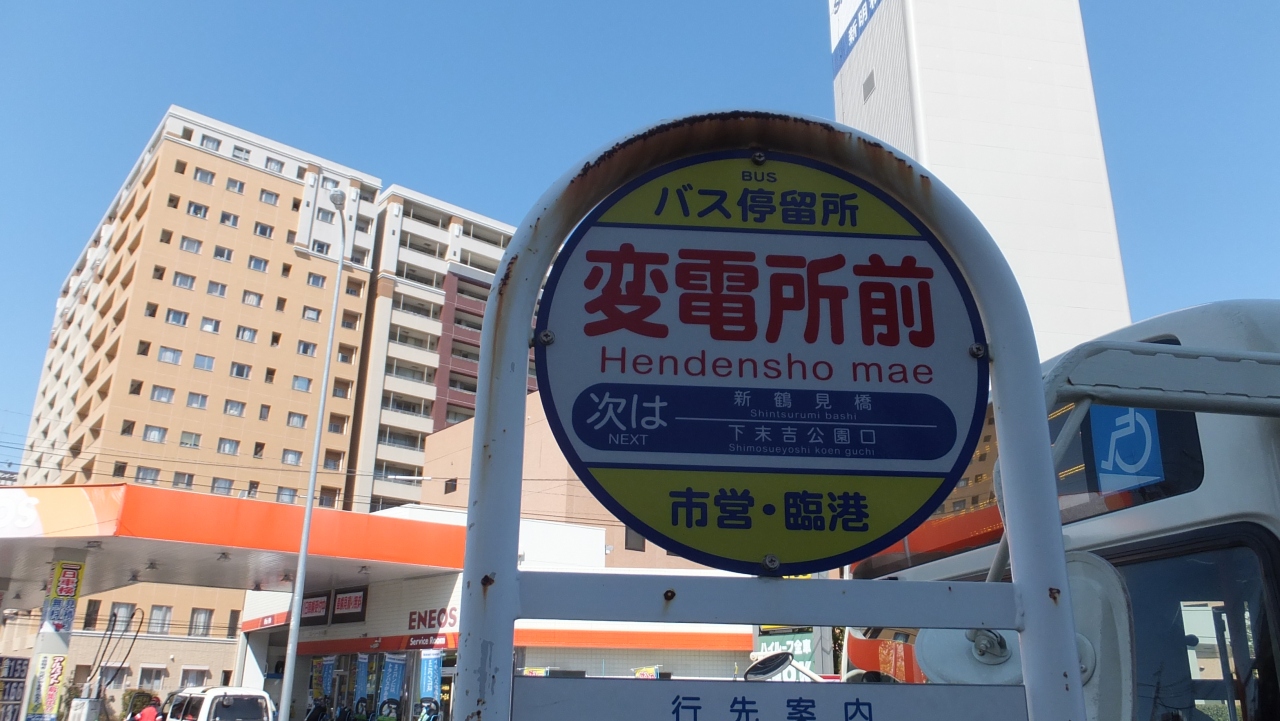 BUS
バス停留所
変電所前
Hendensho mae
次は
NEXT
新鶴見橋
Shintsurumi bashi
下末吉公園口
Shimosueyoshi koen guchi
市営・臨港
行先案内
ENEOS
Service Room